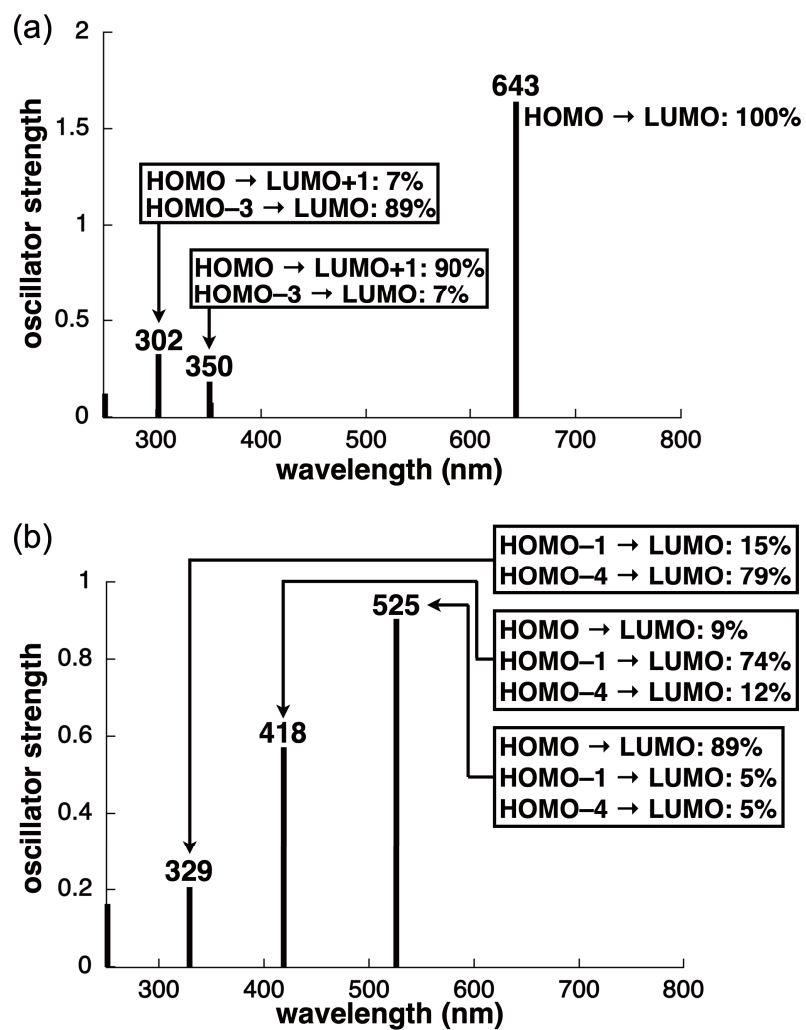 (a)
2
1.5
1
0.5
0
oscillator strength
643
HOMO → LUMO: 100%
HOMO → LUMO+1: 7%
HOMO–3 → LUMO: 89%
HOMO → LUMO+1: 90%
HOMO–3 → LUMO: 7%
302
350
300 400 500 600 700 800
wavelength (nm)
(b)
1
0.8
0.6
0.4
0.2
0
oscillator strength
HOMO–1 → LUMO: 15%
HOMO–4 → LUMO: 79%
525
HOMO → LUMO: 9%
HOMO–1 → LUMO: 74%
HOMO–4 → LUMO: 12%
418
HOMO → LUMO: 89%
HOMO–1 → LUMO: 5%
HOMO–4 → LUMO: 5%
329
300 400 500 600 700 800
wavelength (nm)